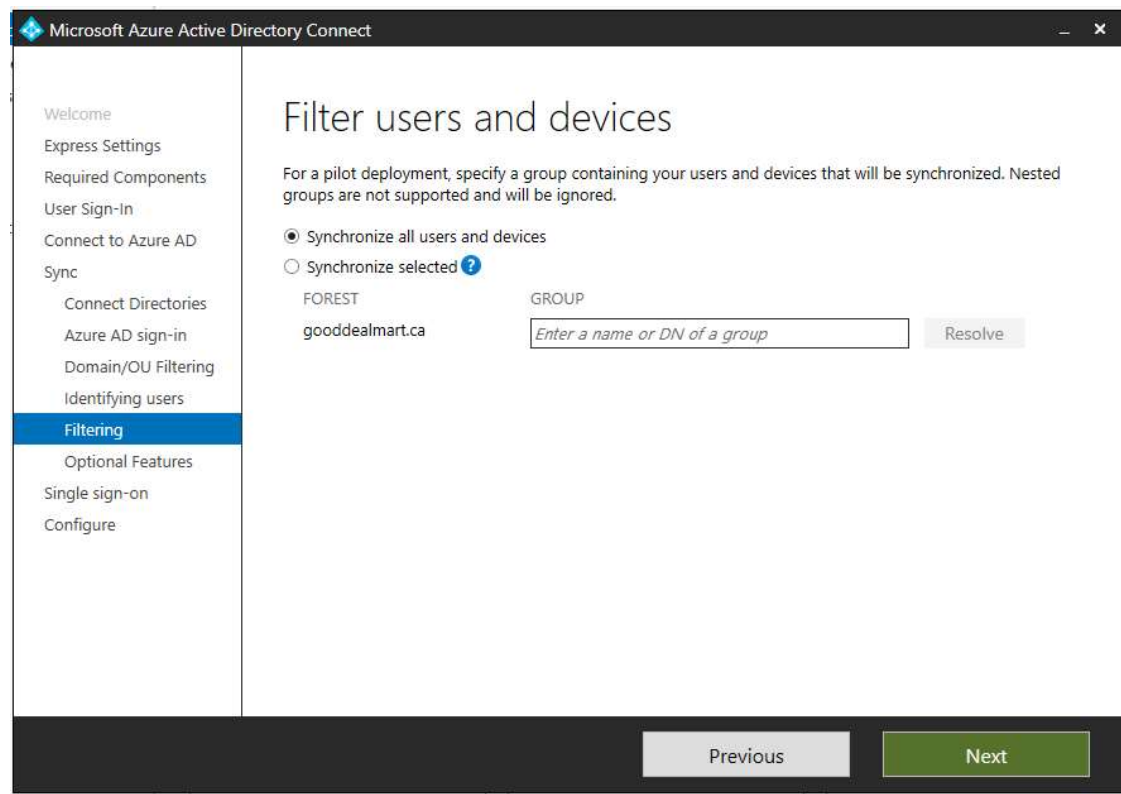 Microsoft Azure Active Directory Connect
Welcome
Express Settings
Required Components
User Sign-In
Connect to Azure AD
Sync
Connect Directories
Azure AD sign-in
Domain/OU Filtering
Identifying users
Filtering
Optional Features
Single sign-on
Configure
Filter users and devices
For a pilot deployment, specify a group containing your users and devices that will be synchronized. Nested
groups are not supported and will be ignored.
Synchronize all users and devices
Synchronize selected ?
FOREST GROUP
gooddealmart.ca Enter a name or DN of a group Resolve
Previous Next